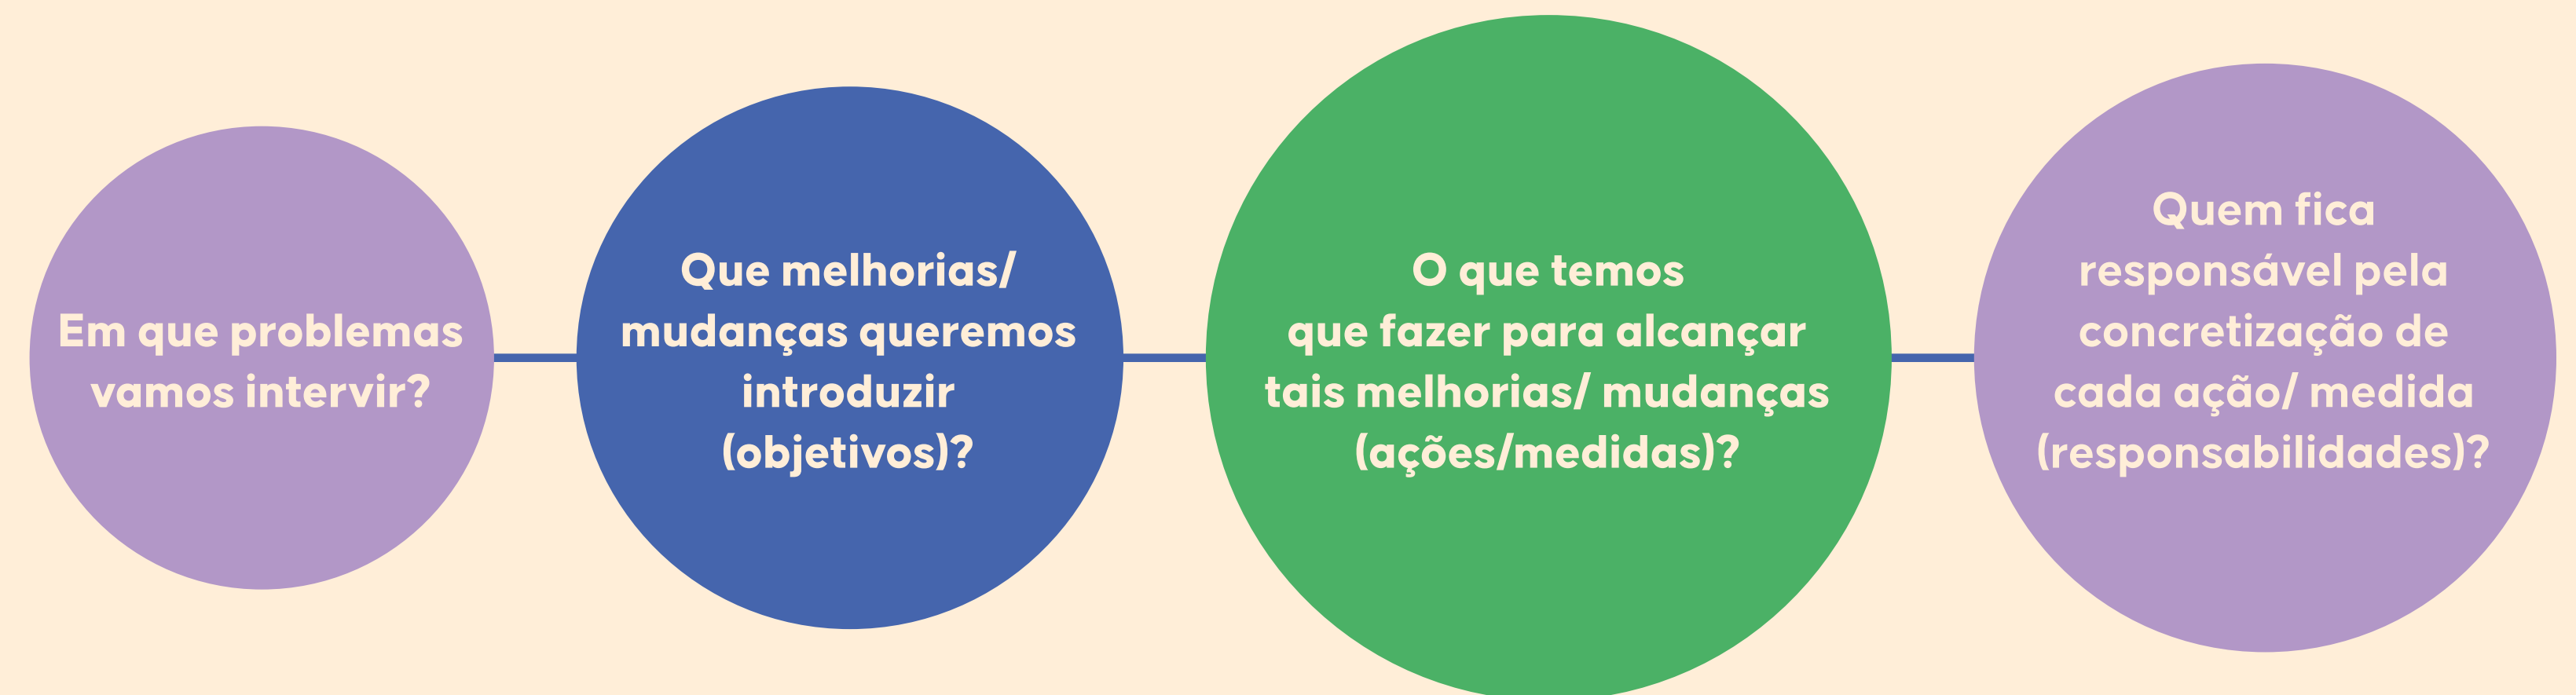 Em que problemas
vamos intervir?
Que melhorias/
mudanças queremos
introduzir
(objetivos)?
O que temos
que fazer para alcançar
tais melhorias/ mudanças
(ações/medidas)?
Quem fica
responsável pela
concretização de
cada ação/ medida
(responsabilidades)?